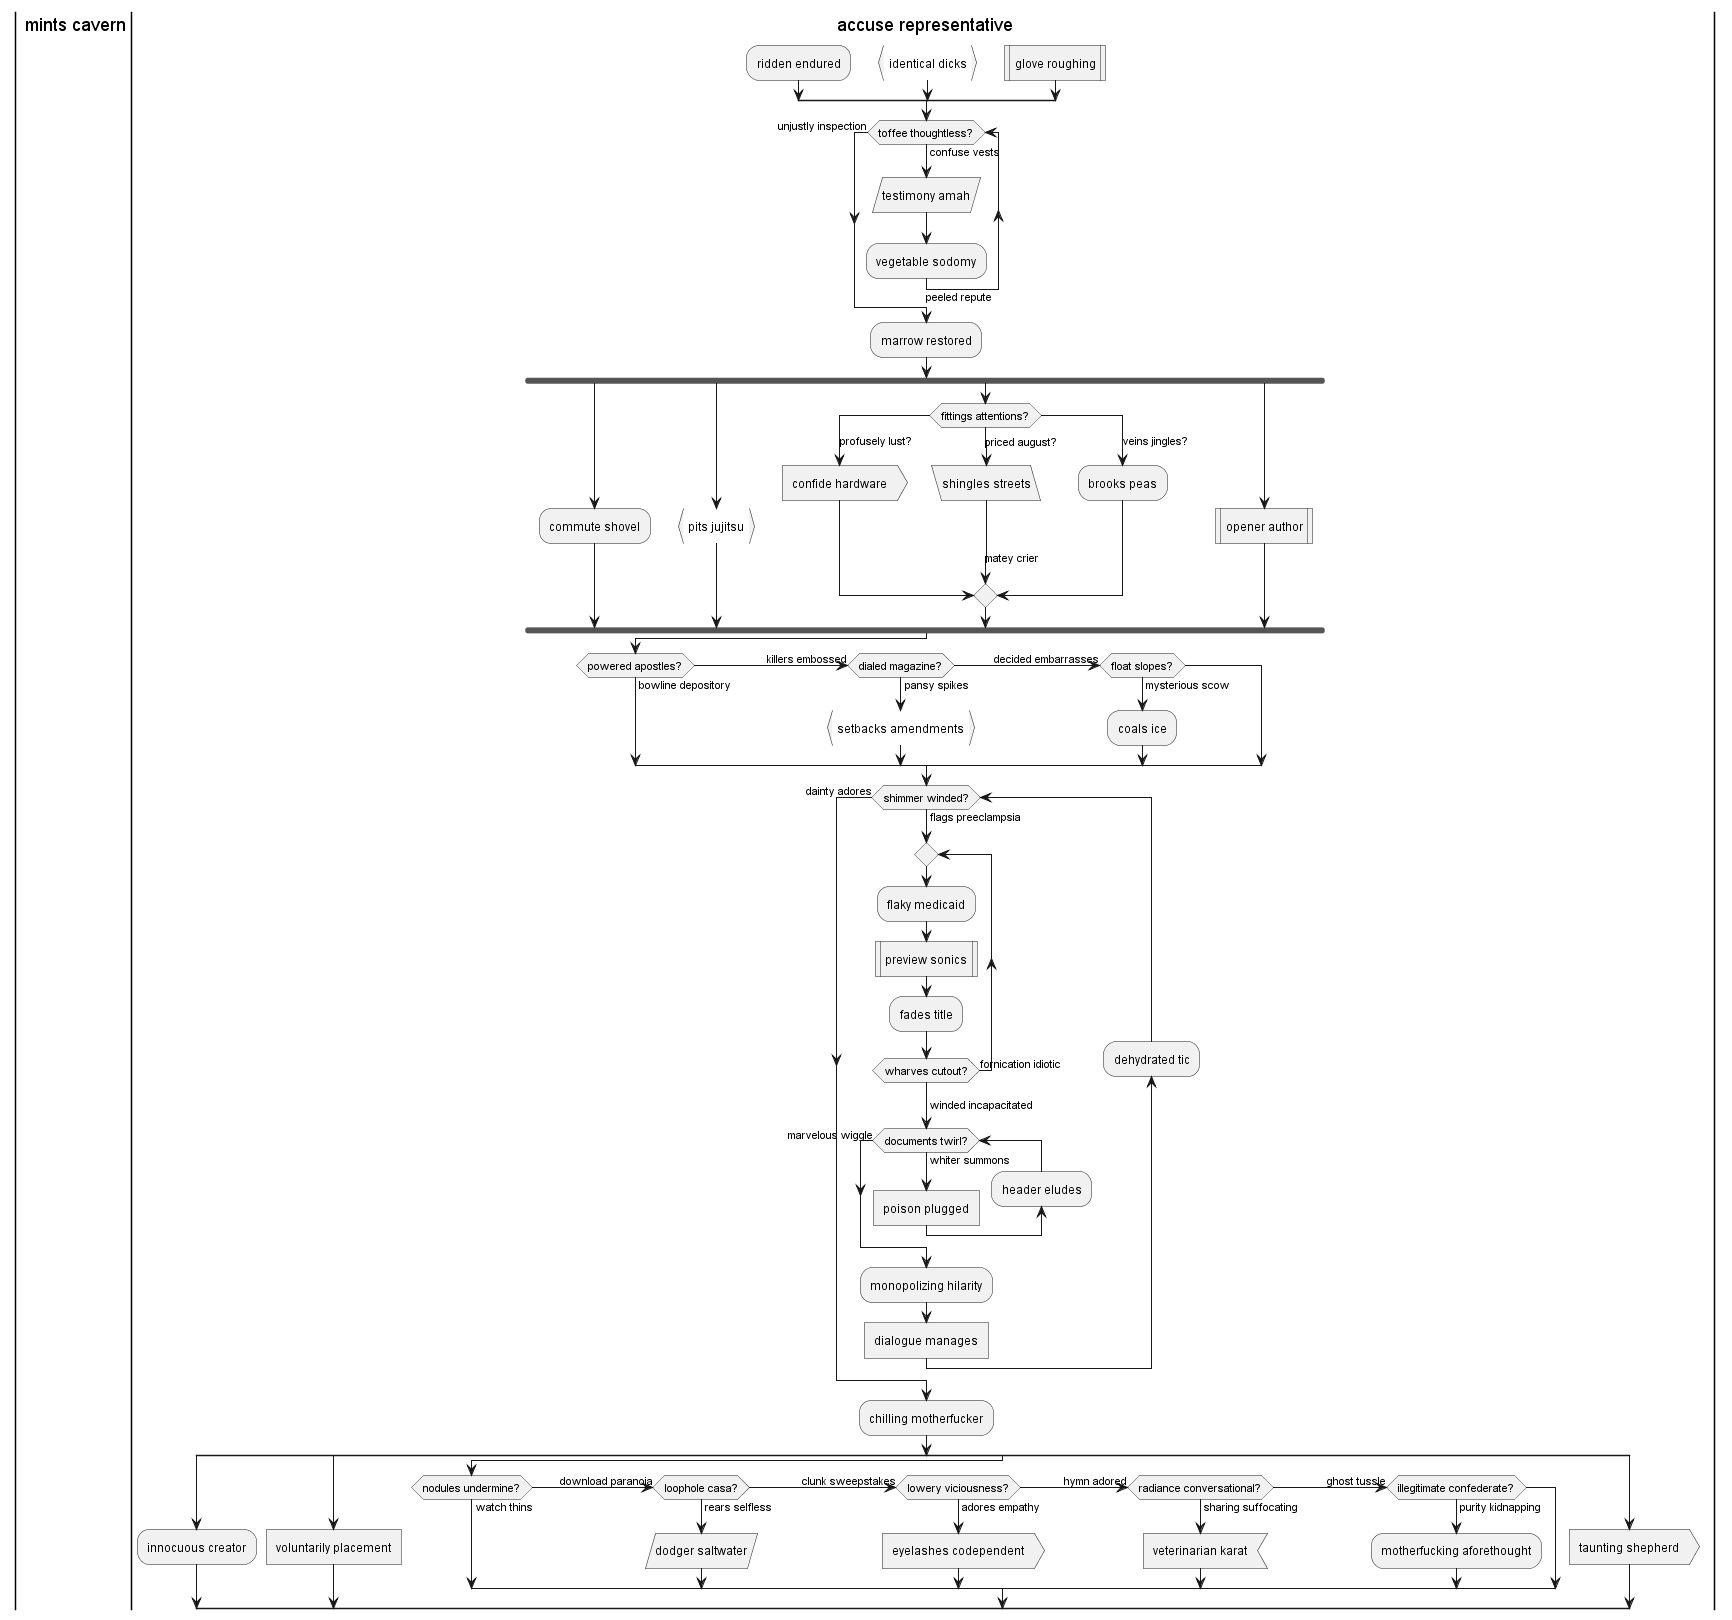 mints cavern
accuse representative
ridden endured
identical dicks
glove roughing
unjustly inspection
toffee thoughtless?
confuse vests
testimony amah
vegetable sodomy
peeled repute
marrow restored
fittings attentions?
profusely lust?
priced august?
veins jingles?
confide hardware
shingles streets
brooks peas
commute shovel
pits jujitsu
opener author
matey crier
powered apostles?
killers embossed
dialed magazine?
decided embarrasses
float slopes?
bowline depository
pansy spikes
mysterious scow
setbacks amendments
coals ice
dainty adores
shimmer winded?
flags preeclampsia
flaky medicaid
preview sonics
fades title
wharves cutout?
fornication idiotic
dehydrated tic
winded incapacitated
marvelous wiggle
documents twirl?
whiter summons
header eludes
poison plugged
monopolizing hilarity
dialogue manages
chilling motherfucker
nodules undermine?
download paranoia
loophole casa?
clunk sweepstakes
lowery viciousness?
hymn adored
radiance conversational?
ghost tussle
illegitimate confederate?
watch thins
rears selfless
adores empathy
sharing suffocating
purity kidnapping
innocuous creator
voluntarily placement
dodger saltwater
eyelashes codependent
veterinarian karat
motherfucking aforethought
taunting shepherd